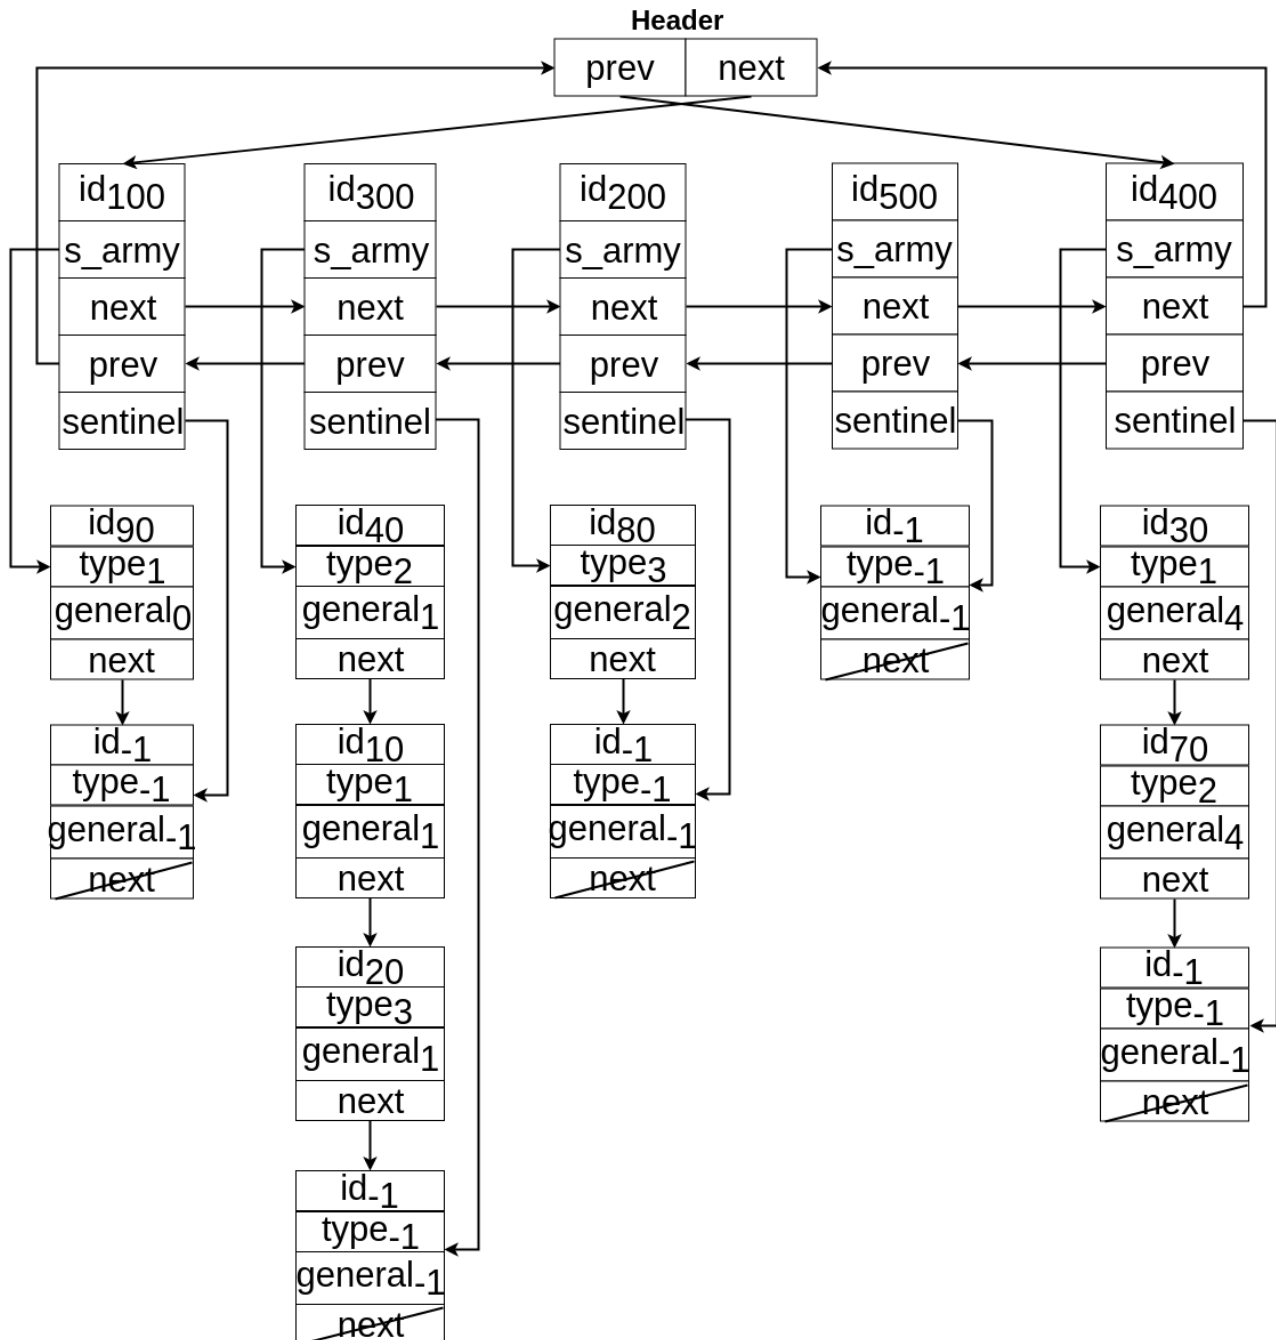 Header
prev next
id100 id300 id200 id500 id400
s_army s_army s_army s_army s_army
next next next next next
prev prev prev prev prev
sentinel sentinel sentinel sentinel sentinel
id90 id40 id80 id-1 id30
type1 type2 type3 type-1 type1
general0 general1 general2 general-1 general4
next next next next next
id-1 id10 id-1 id70
type-1 type1 type-1 type2
general-1 general1 general-1 general4
next next next next
id20 id-1
type3 type-1
general1 general-1
next next
id-1
type-1
general-1
next